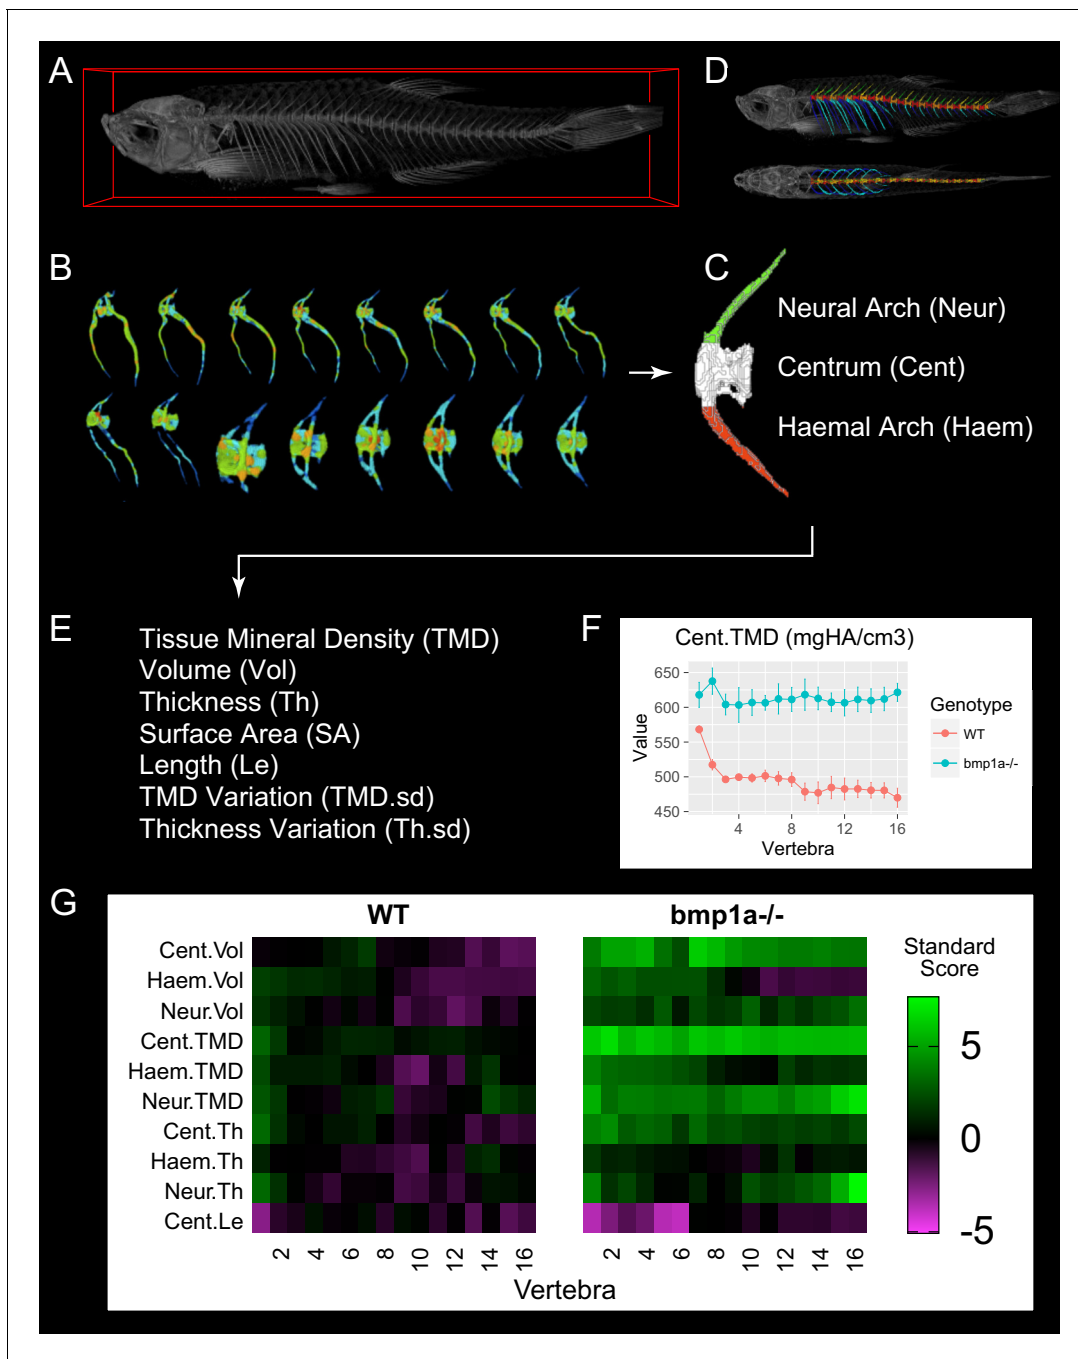 A
D
B
C
Neural Arch (Neur)
Centrum (Cent)
Haemal Arch (Haem)
E
Tissue Mineral Density (TMD)
Volume (Vol)
Thickness (Th)
Surface Area (SA)
Length (Le)
TMD Variation (TMD.sd)
Thickness Variation (Th.sd)
F
Cent.TMD (mgHA/cm3)
650
600
550
500
450
Value
4
8
12
16
Vertebra
Genotype
WT
bmp1a-/-
G
WT
bmp1a-/-
Cent.Vol
Haem.Vol
Neur.Vol
Cent.TMD
Haem.TMD
Neur.TMD
Cent.Th
Haem.Th
Neur.Th
Cent.Le
2 4 6 8 10 12 14 16
2 4 6 8 10 12 14 16
Vertebra
Standard
Score
5
0
-5